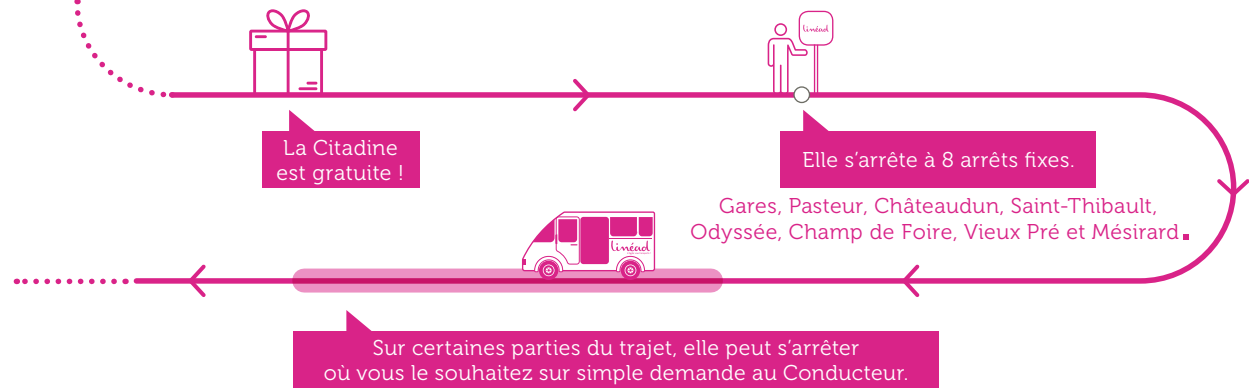 linéad
La Citadine
est gratuite !
Elle s’arrête à 8 arrêts fixes.
Gares, Pasteur, Châteaudun, Saint-Thibault,
Odyssée, Champ de Foire, Vieux Pré et Mésirard.
linéad
Sur certaines parties du trajet, elle peut s’arrêter
où vous le souhaitez sur simple demande au Conducteur.